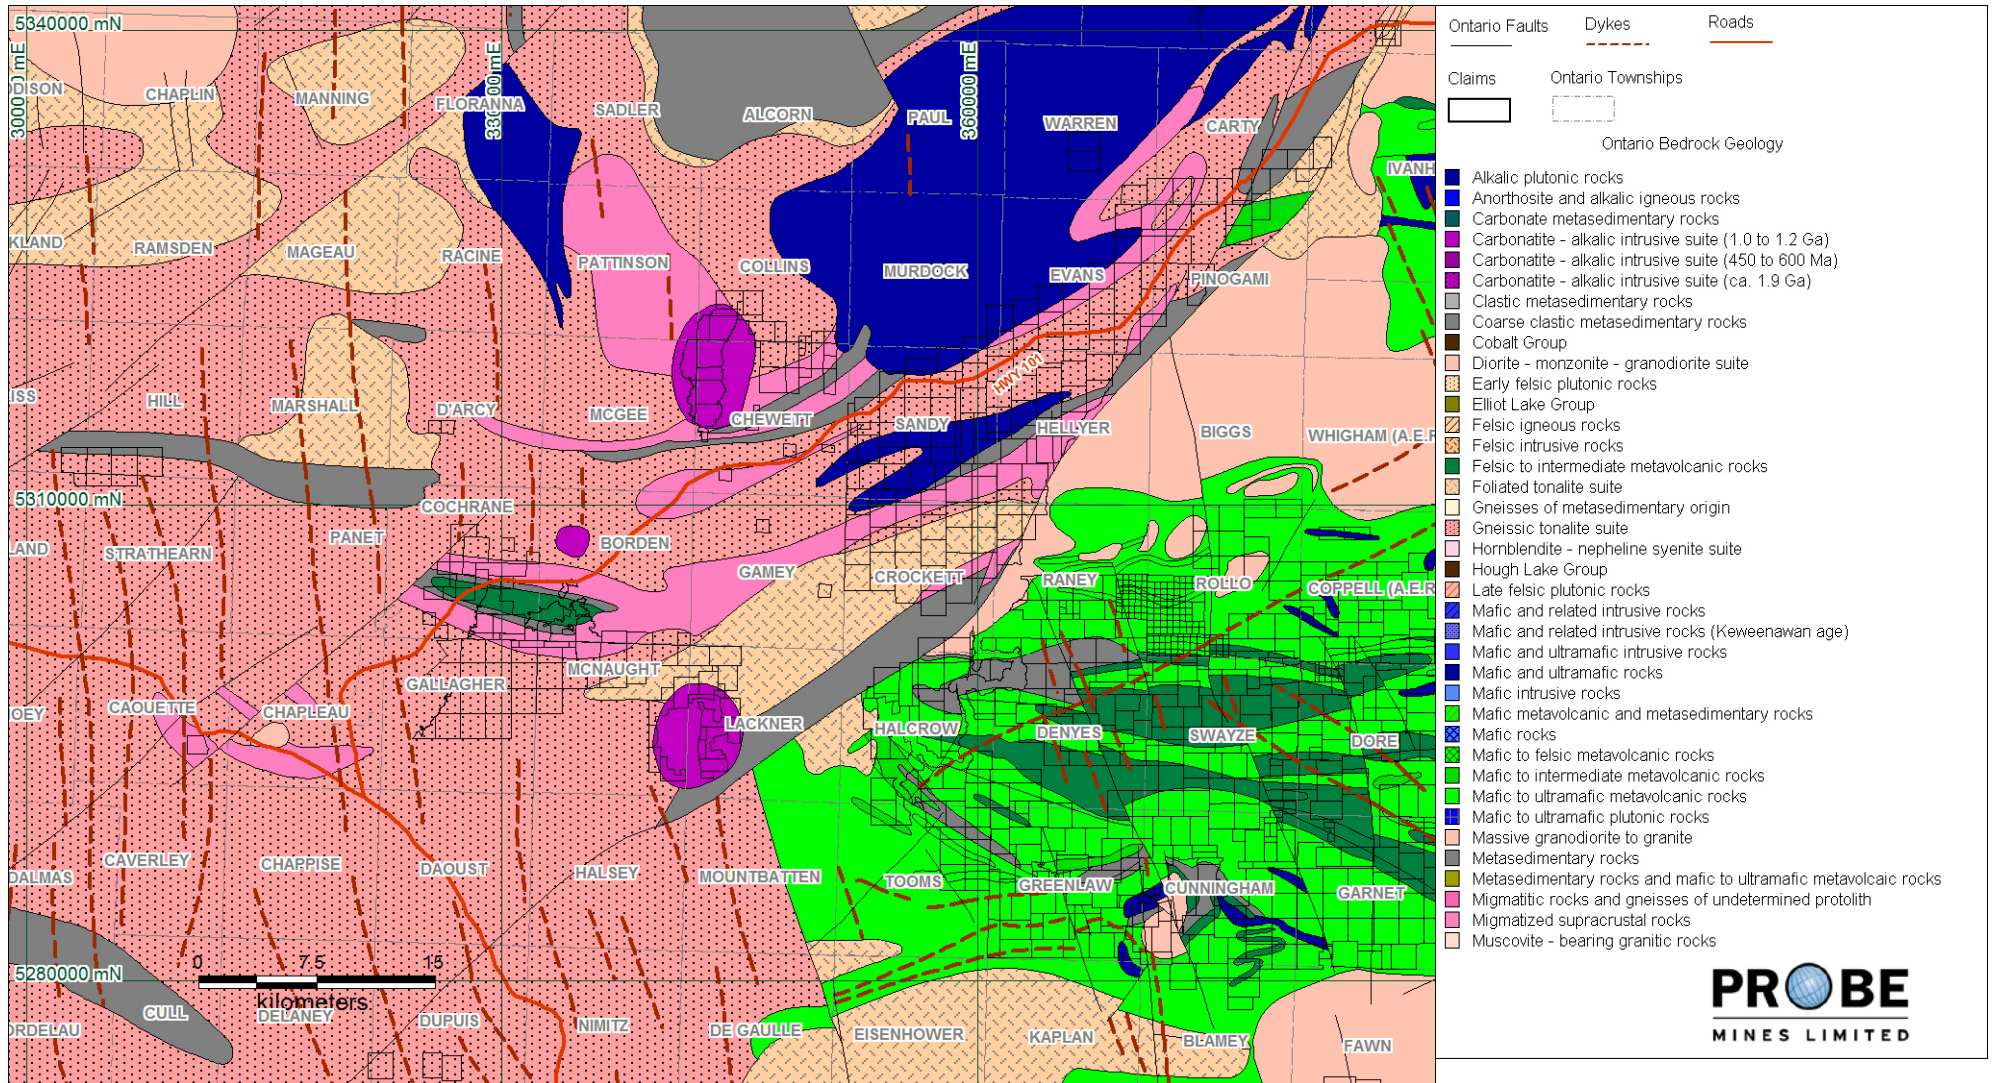 5340000 mN
300000 mE
330000 mE
3600000 mE
DISON
CHAPLIN
MANNING
FLORANNA
SADLER
ALCORN
PAUL
WARREN
CARTY
IVANH
KLAND
RAMSDEN
MAGEAU
RACINE
PATTINSON
COLLINS
MURDOCK
EVANS
PINOGAMI
HWY 101
ISS
HILL
MARSHALL
D'ARCY
MCGEE
CHEWETT
SANDY
HELLYER
BIGGS
WHIGHAM (A.E.R
5310000 mN
COCHRANE
LAND
STRATHEARN
PANET
BORDEN
GAMEY
CROCKETT
RANEY
ROLLO
COPPELL (A.E.R
OEY
CAOUETTE
CHAPLEAU
GALLAGHER
MCNAUGHT
LACKNER
HALCROW
DENYES
SWAYZE
DORE
DALMAS
CAVERLEY
CHAPPISE
DAOUST
HALSEY
MOUNTBATTEN
TOOMS
GREENLAW
CUNNINGHAM
GARNET
5280000 mN
0 7.5 15
kilometers
ORDELAU
CULL
DELANEY
DUPUIS
NIMITZ
DE GAULLE
EISENHOWER
KAPLAN
BLAMEY
FAWN
Ontario Faults
Dykes
Roads
Claims
Ontario Townships
Ontario Bedrock Geology
Alkalic plutonic rocks
Anorthosite and alkalic igneous rocks
Carbonate metasedimentary rocks
Carbonatite - alkalic intrusive suite (1.0 to 1.2 Ga)
Carbonatite - alkalic intrusive suite (450 to 600 Ma)
Carbonatite - alkalic intrusive suite (ca. 1.9 Ga)
Clastic metasedimentary rocks
Coarse clastic metasedimentary rocks
Cobalt Group
Diorite - monzonite - granodiorite suite
Early felsic plutonic rocks
Elliot Lake Group
Felsic igneous rocks
Felsic intrusive rocks
Felsic to intermediate metavolcanic rocks
Foliated tonalite suite
Gneisses of metasedimentary origin
Gneissic tonalite suite
Hornblendite - nepheline syenite suite
Hough Lake Group
Late felsic plutonic rocks
Mafic and related intrusive rocks
Mafic and related intrusive rocks (Keweenawan age)
Mafic and ultramafic intrusive rocks
Mafic and ultramafic rocks
Mafic intrusive rocks
Mafic metavolcanic and metasedimentary rocks
Mafic rocks
Mafic to felsic metavolcanic rocks
Mafic to intermediate metavolcanic rocks
Mafic to ultramafic metavolcanic rocks
Mafic to ultramafic plutonic rocks
Massive granodiorite to granite
Metasedimentary rocks
Metasedimentary rocks and mafic to ultramafic metavolcaic rocks
Migmatitic rocks and gneisses of undetermined protolith
Migmatized supracrustal rocks
Muscovite - bearing granitic rocks
PROBE
MINES LIMITED